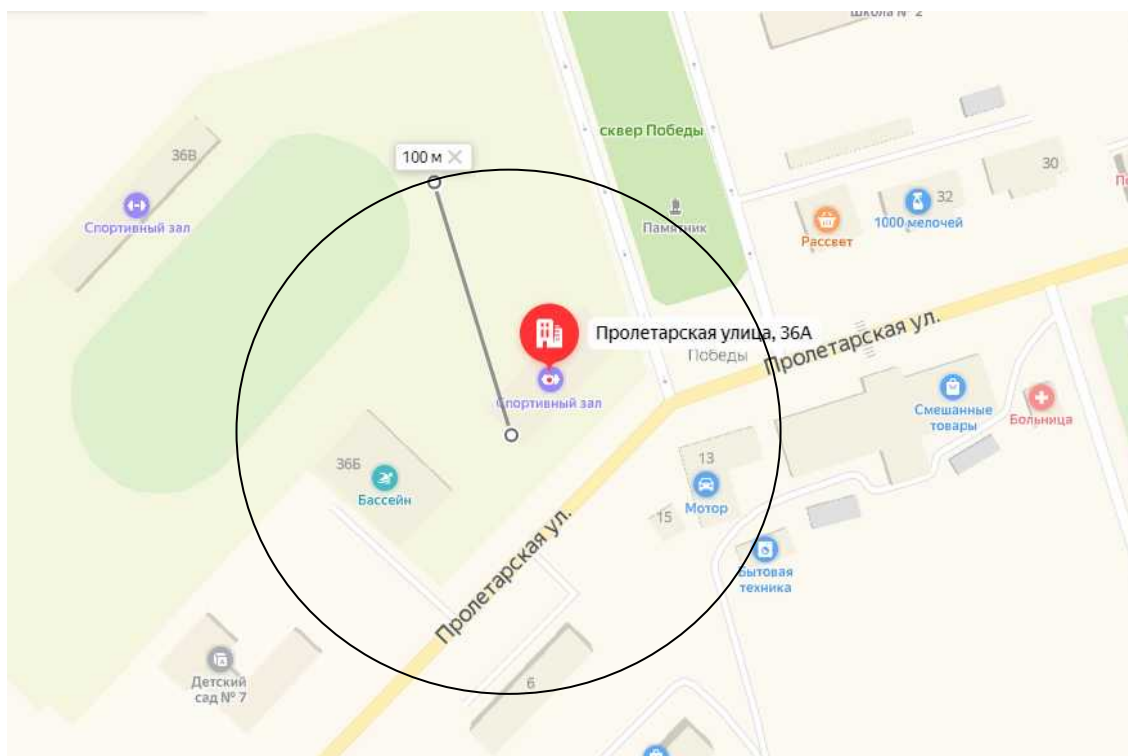 Школа № 2
36В
100 м
сквер Победы
30
Спортивный зал
Памятник
32
1000 мелочей
Рассвет
Пролетарская улица, 36А
Победы
Пролетарская ул.
Спортивный зал
Смешанные
товары
Больница
36Б
Бассейн
13
Мотор
15
Пролетарская ул.
Бытовая
техника
Детский
сад № 7
6